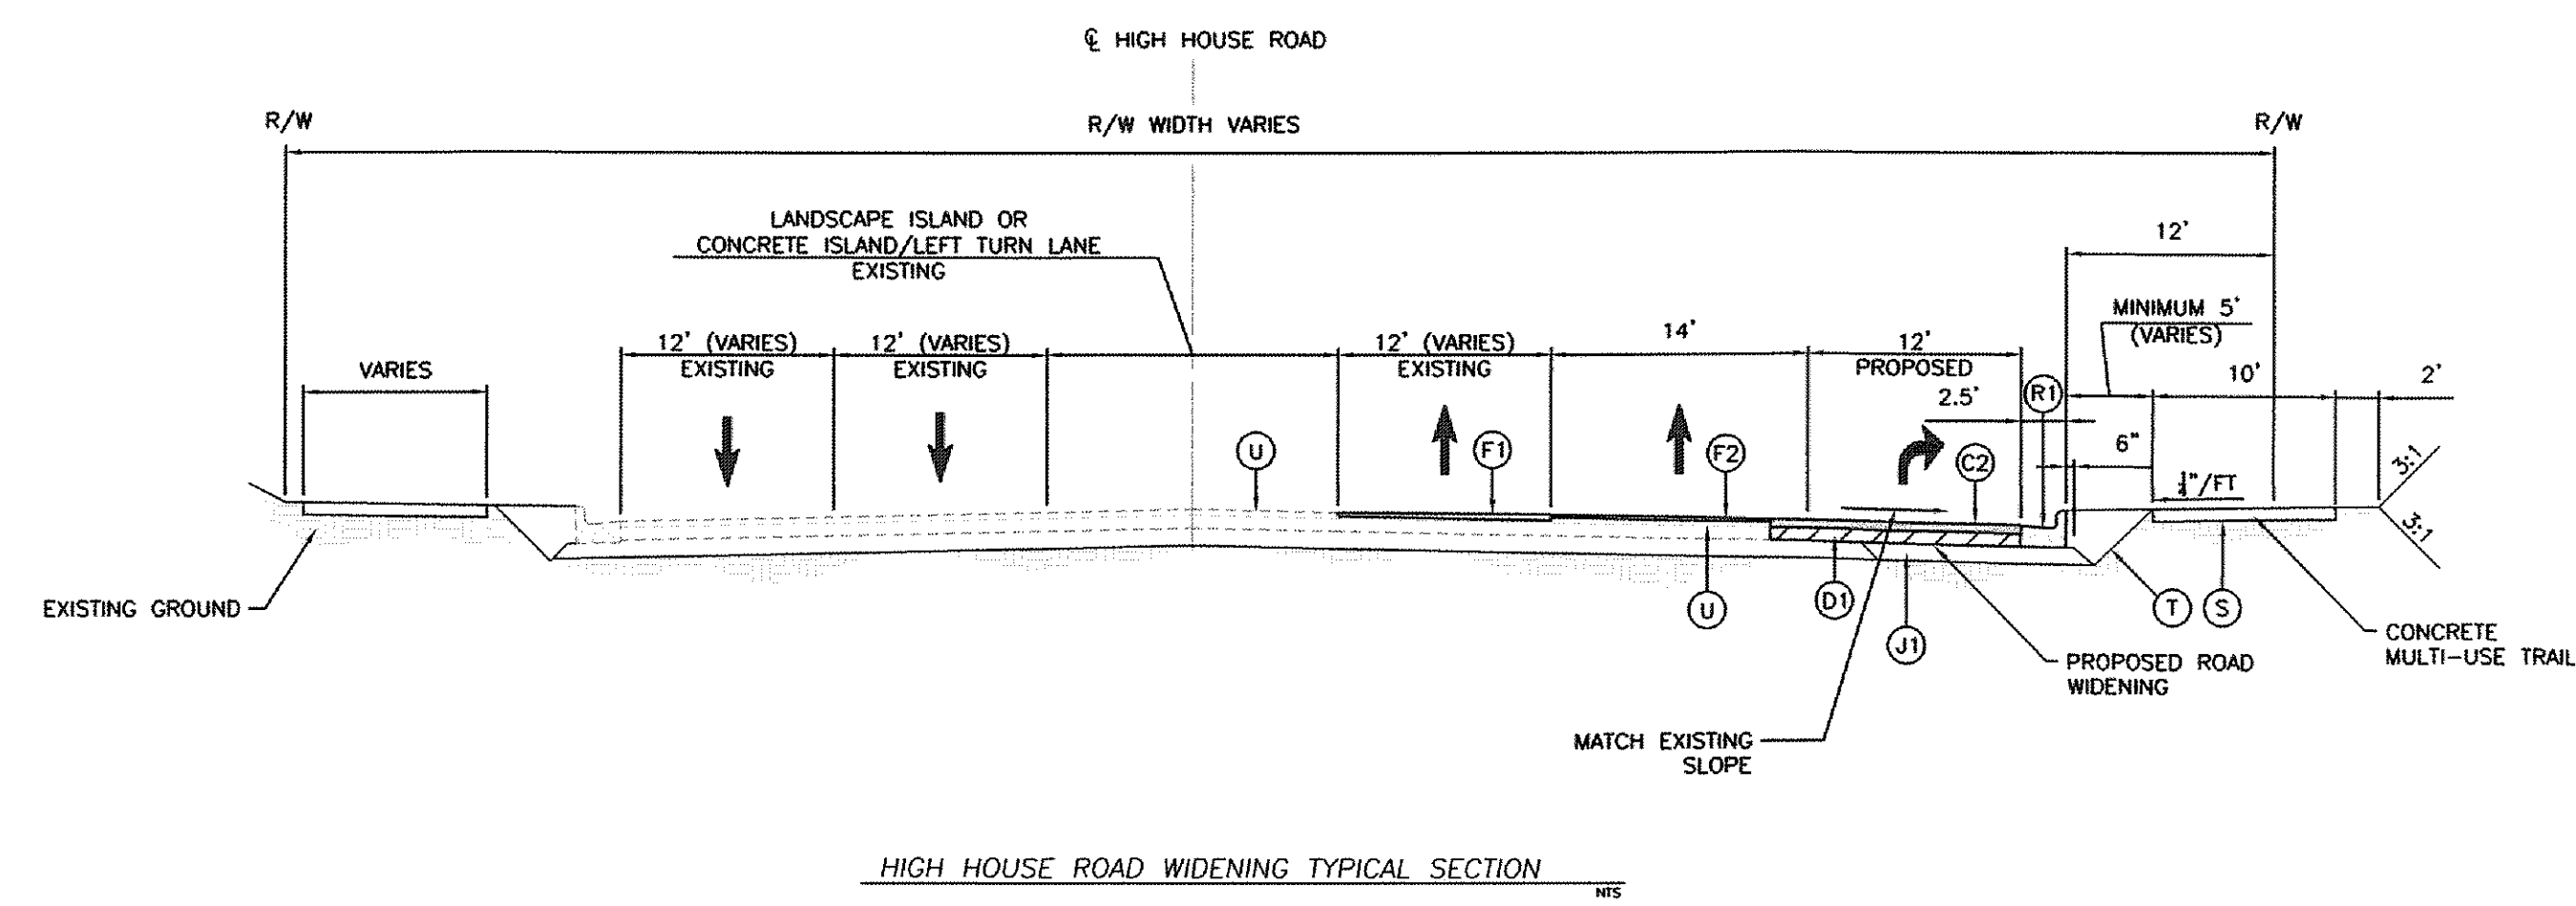 ℄ HIGH HOUSE ROAD
R/W
R/W WIDTH VARIES
R/W
LANDSCAPE ISLAND OR
CONCRETE ISLAND/LEFT TURN LANE
EXISTING
12'
MINIMUM 5'
(VARIES)
VARIES
12' (VARIES)
EXISTING
12' (VARIES)
EXISTING
12' (VARIES)
EXISTING
14'
12'
PROPOSED
2.5'
R1
10'
2'
6"
U
F1
F2
C2
"/FT
3:1
3:1
EXISTING GROUND
U
D1
J1
T
S
CONCRETE
MULTI-USE TRAIL
PROPOSED ROAD
WIDENING
MATCH EXISTING
SLOPE
HIGH HOUSE ROAD WIDENING TYPICAL SECTION
NTS